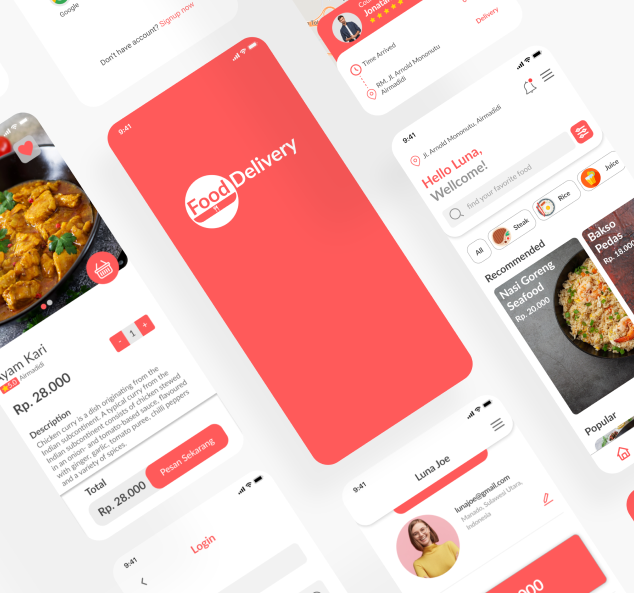 Google
Don't have account? Signup now
9:41
Food Delivery
Time Arrived
RM. Jl. Arnold Mononutu
Airmadidi
Delivery
9:41
Jl. Arnold Mononutu, Airmadidi
Hello Luna,
Wellcome!
find your favorite food
All
Steak
Rice
Juice
Recommended
Nasi Goreng
Seafood
Rp. 20.000
Bakso
Pedas
Rp. 18.000
Popular
Ayam Kari
5.0 Airmadidi
Rp. 28.000
- 1 +
Description
Chicken curry is a dish originating from the
Indian subcontinent. A typical curry from the
Indian subcontinent consists of chicken stewed
in an onion- and tomato-based sauce, flavoured
with ginger, garlic, tomato puree, chilli peppers
and a variety of spices.
Total
Rp. 28.000
Pesan Sekarang
9:41
Login
9:41
Luna Joe
lunajoe@gmail.com
Manado, Sulawesi Utara,
Indonesia